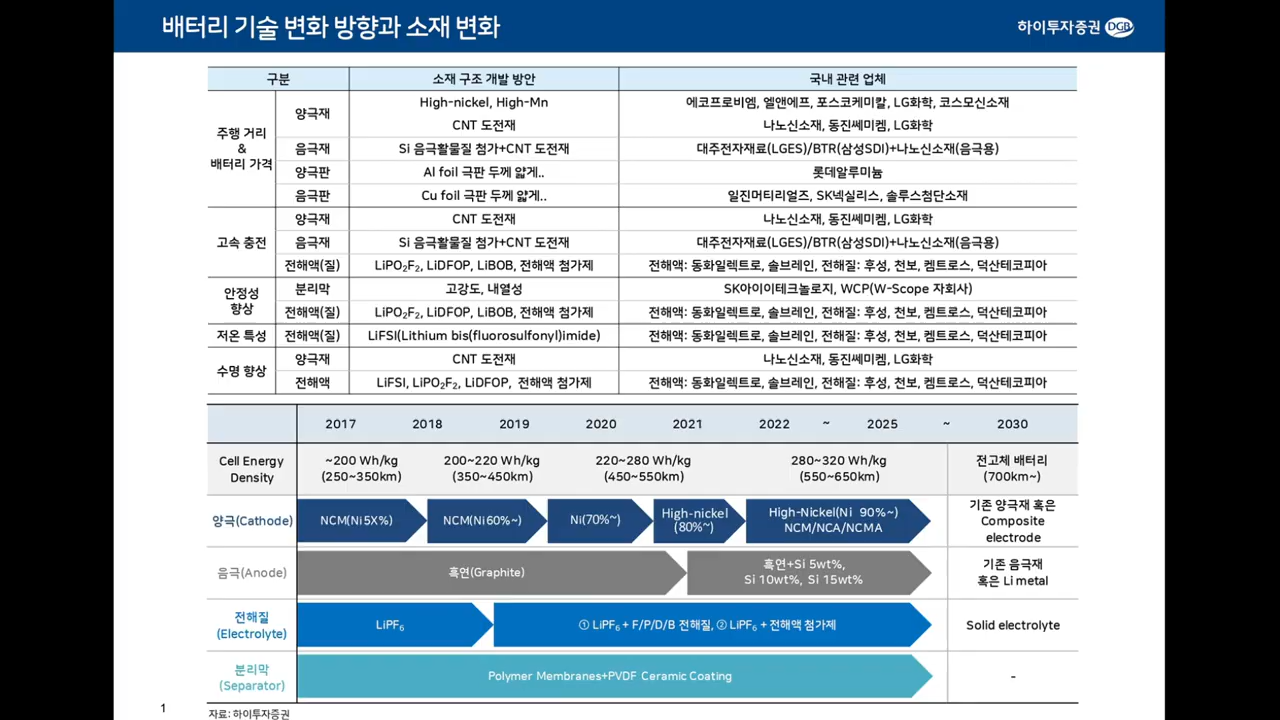 배터리 기술 변화 방향과 소재 변화
하이투자증권 DGB
구분 소재 구조 개발 방안 국내 관련 업체
주행 거리 & 배터리 가격 양극재 High-nickel, High-Mn 에코프로비엠, 엘앤에프, 포스코케미칼, LG화학, 코스모신소재
CNT 도전재 나노신소재, 동진쎄미켐, LG화학
음극재 Si 음극활물질 첨가+CNT 도전재 대주전자재료(LGES)/BTR(삼성SDI)+나노신소재(음극용)
양극판 Al foil 극판 두께 얇게.. 롯데알루미늄
음극판 Cu foil 극판 두께 얇게.. 일진머티리얼즈, SK넥실리스, 솔루스첨단소재
고속 충전 양극재 CNT 도전재 나노신소재, 동진쎄미켐, LG화학
음극재 Si 음극활물질 첨가+CNT 도전재 대주전자재료(LGES)/BTR(삼성SDI)+나노신소재(음극용)
전해액(질) LiPO₂F₂, LiDFOP, LiBOB, 전해액 첨가제 전해액: 동화일렉트로, 솔브레인, 전해질: 후성, 천보, 켐트로스, 덕산테코피아
안정성 향상 분리막 고강도, 내열성 SK아이이테크놀로지, WCP(W-Scope 자회사)
전해액(질) LiPO₂F₂, LiDFOP, LiBOB, 전해액 첨가제 전해액: 동화일렉트로, 솔브레인, 전해질: 후성, 천보, 켐트로스, 덕산테코피아
저온 특성 전해액(질) LiFSI(Lithium bis(fluorosulfonyl)imide) 전해액: 동화일렉트로, 솔브레인, 전해질: 후성, 천보, 켐트로스, 덕산테코피아
수명 향상 양극재 CNT 도전재 나노신소재, 동진쎄미켐, LG화학
전해액 LiFSI, LiPO₂F₂, LiDFOP, 전해액 첨가제 전해액: 동화일렉트로, 솔브레인, 전해질: 후성, 천보, 켐트로스, 덕산테코피아
2017 2018 2019 2020 2021 2022 ~ 2025 ~ 2030
Cell Energy Density ~200 Wh/kg 200~220 Wh/kg 220~280 Wh/kg 280~320 Wh/kg 전고체 배터리
(250~350km) (350~450km) (450~550km) (550~650km) (700km~)
양극(Cathode) NCM(Ni5X%) NCM(Ni60%~) Ni(70%~) High-nickel (80%~) High-Nickel(Ni 90%~) NCM/NCA/NCMA 기존 양극재 혹은 Composite electrode
음극(Anode) 흑연(Graphite) 흑연+Si 5wt%, Si 10wt%, Si 15wt% 기존 음극재 혹은 Li metal
전해질 (Electrolyte) LiPF₆ ① LiPF₆ + F/P/D/B 전해질, ② LiPF₆ + 전해액 첨가제 Solid electrolyte
분리막 (Separator) Polymer Membranes+PVDF Ceramic Coating -
1
자료: 하이투자증권